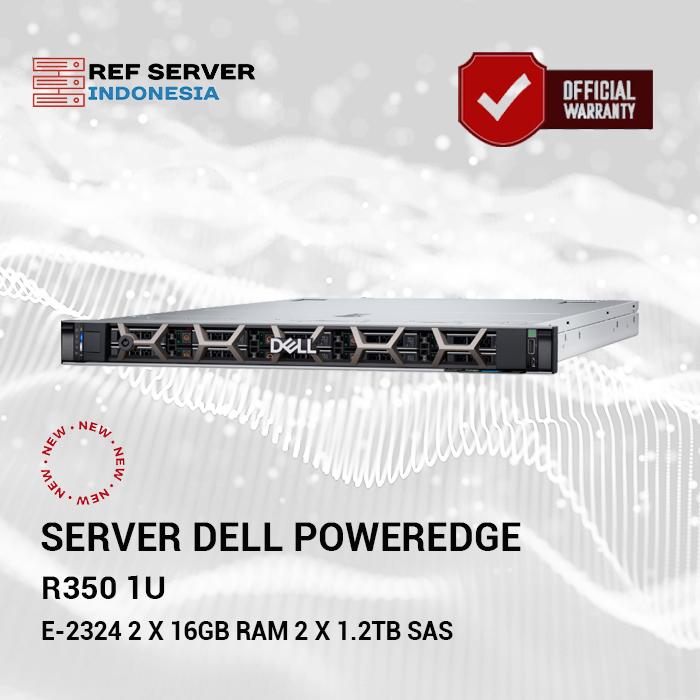 REF SERVER
INDONESIA
OFFICIAL
WARRANTY
DELL
NEW • NEW • NEW • NEW • NEW •
SERVER DELL POWEREDGE
R350 1U
E-2324 2 X 16GB RAM 2 X 1.2TB SAS